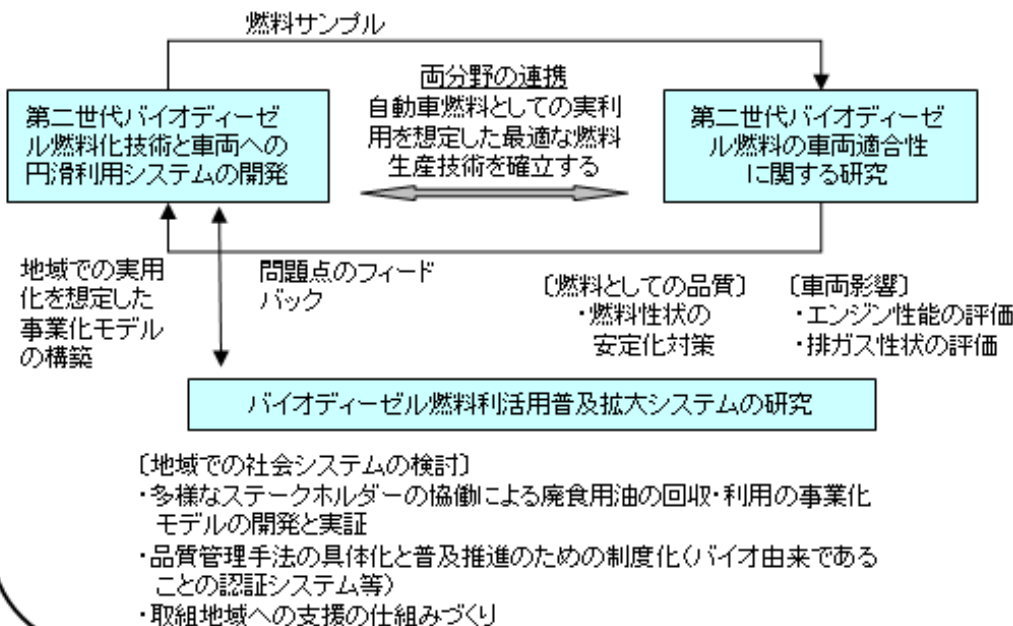 燃料サンプル
両分野の連携
自動車燃料としての実利
用を想定した最適な燃料
生産技術を確立する
第二世代バイオディーゼ
ル燃料化技術と車両への
円滑利用システムの開発
第二世代バイオディーゼ
ル燃料の車両適合性
に関する研究
地域での実用
化を想定した
事業化モデル
の構築
問題点のフィード
バック
〔燃料としての品質〕
・燃料性状の
安定化対策
〔車両影響〕
・エンジン性能の評価
・排ガス性状の評価
バイオディーゼル燃料利活用普及拡大システムの研究
〔地域での社会システムの検討〕
・多様なステークホルダーの協働による廃食用油の回収・利用の事業化
モデルの開発と実証
・品質管理手法の具体化と普及推進のための制度化(バイオ由来である
ことの認証システム等)
・取組地域への支援の仕組みづくり